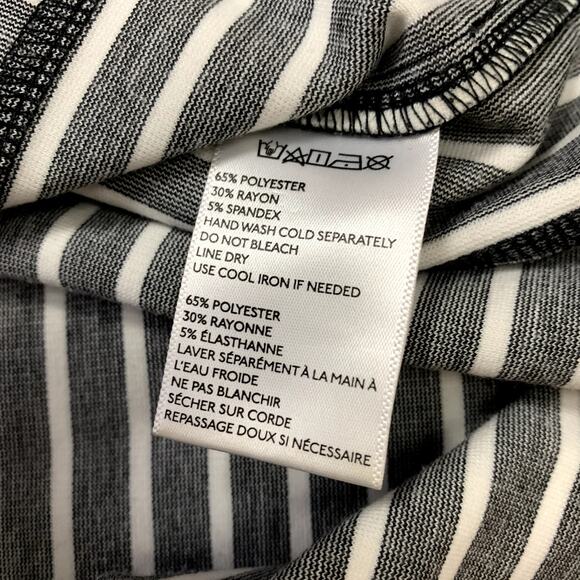 65% POLYESTER
30% RAYON
5% SPANDEX
HAND WASH COLD SEPARATELY
DO NOT BLEACH
LINE DRY
USE COOL IRON IF NEEDED
65% POLYESTER
30% RAYONNE
5% ÉLASTHANNE
LAVER SÉPARÉMENT À LA MAIN À
L'EAU FROIDE
NE PAS BLANCHIR
SÉCHER SUR CORDE
REPASSAGE DOUX SI NÉCESSAIRE